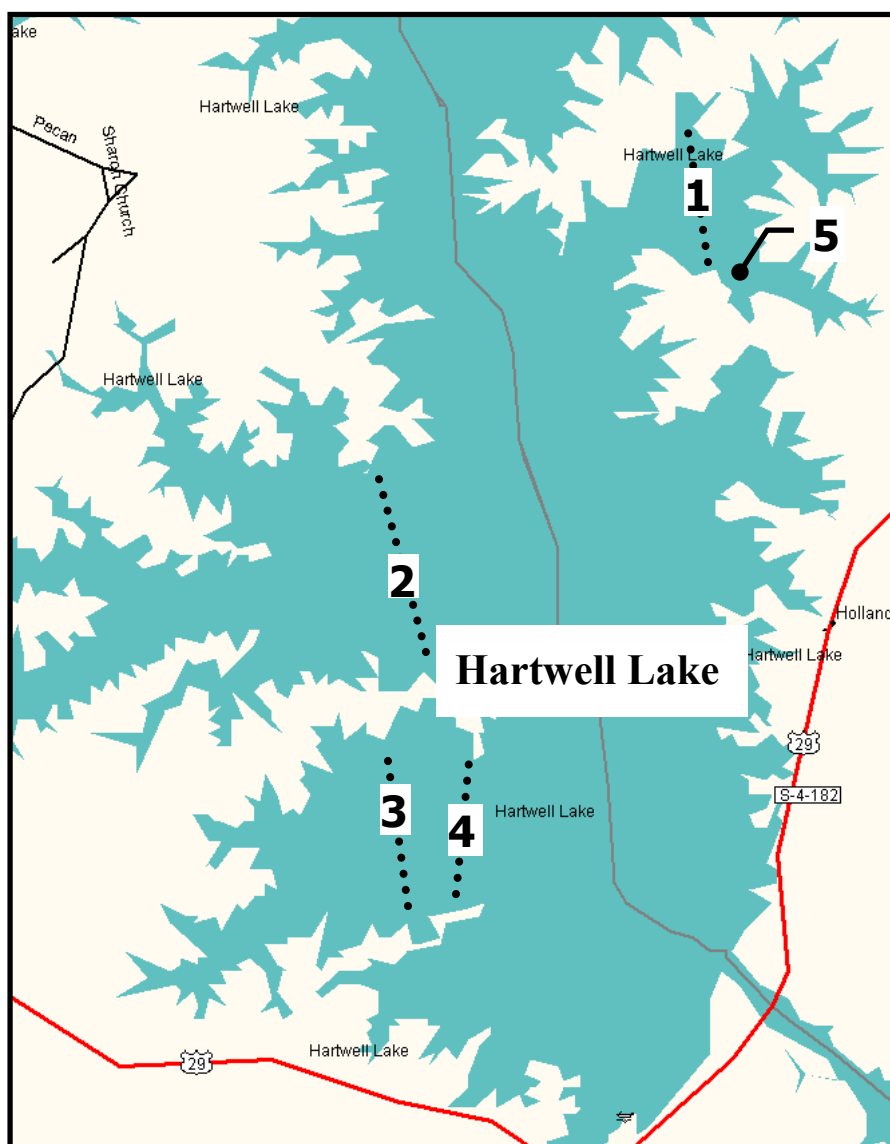 ake
Hartwell Lake
Pecan
Sharon Church
Hartwell Lake
1
5
Hartwell Lake
2
Holland
Hartwell Lake
Hartwell Lake
29
S-4-182
3
4
Hartwell Lake
Hartwell Lake
29